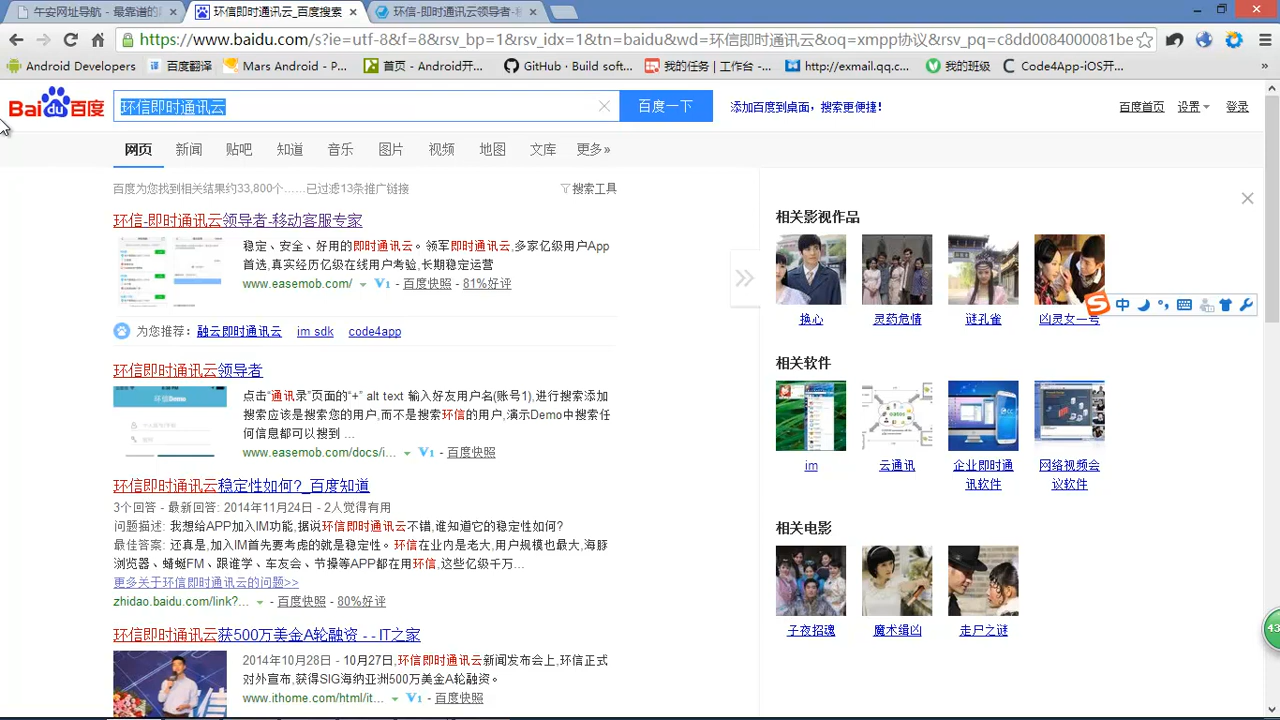 午安网址导航 - 最靠谱的
环信即时通讯云_百度搜索
环信-即时通讯云领导者-
https://www.baidu.com/s?ie=utf-8&f=8&rsv_bp=1&rsv_idx=1&tn=baidu&wd=环信即时通讯云&oq=xmpp协议&rsv_pq=c8dd0084000081be
Android Developers
百度翻译
Mars Android - P...
首页 - Android开...
GitHub · Build soft...
我的任务 | 工作台 -...
http://exmail.qq.c...
我的班级
Code4App-iOS开...
»
Bai du 百度
环信即时通讯云
百度一下
添加百度到桌面，搜索更便捷！
百度首页
设置
登录
网页 新闻 贴吧 知道 音乐 图片 视频 地图 文库 更多»
百度为您找到相关结果约33,800个……已过滤13条推广链接
搜索工具
环信-即时通讯云领导者-移动客服专家
稳定、安全、好用的即时通讯云。
App
首选,真实五万亿级在线用户体验,长期稳定运营
www.easemob.com/ V1 - 百度快照 - 81%好评
为您推荐: 融云即时通讯云 im sdk code4app
环信即时通讯云领导者
点击"通讯录"页面的"+" alt text 输入好友用户名(账号1),进行搜索添加
搜索应该是搜索您的用户,而不是搜索环信的用户,演示Demo中搜索任
何信息都可以搜到 ...
www.easemob.com/docs/i... V1 - 百度快照
环信即时通讯云稳定性如何?_百度知道
3个回答 - 最新回答: 2014年11月24日 - 2人觉得有用
问题描述: 我想给APP加入IM功能,据说环信即时通讯云不错,谁知道它的稳定性如何?
最佳答案: 还真是,加入IM首先要考虑的就是稳定性。环信在业内是老大,用户规模也最大,海豚
浏览器、蜻蜓FM、跟谁学、车发会、节操等APP都在用环信,这些亿级千万...
更多关于环信即时通讯云的问题>>
zhidao.baidu.com/link?... - 百度快照 - 80%好评
环信即时通讯云获500万美金A轮融资 - - IT之家
2014年10月28日 - 10月27日,环信即时通讯云新闻发布会上,环信正式
对外宣布,获得SIG海纳亚洲500万美金A轮融资。
www.ithome.com/html/it... V1 - 百度快照
相关影视作品
换心 灵药危情 谜孔雀 凶灵女一号
中
相关软件
im 云通讯 企业即时通讯软件 网络视频会议软件
相关电影
子夜招魂 魔术缉凶 走尸之谜
43